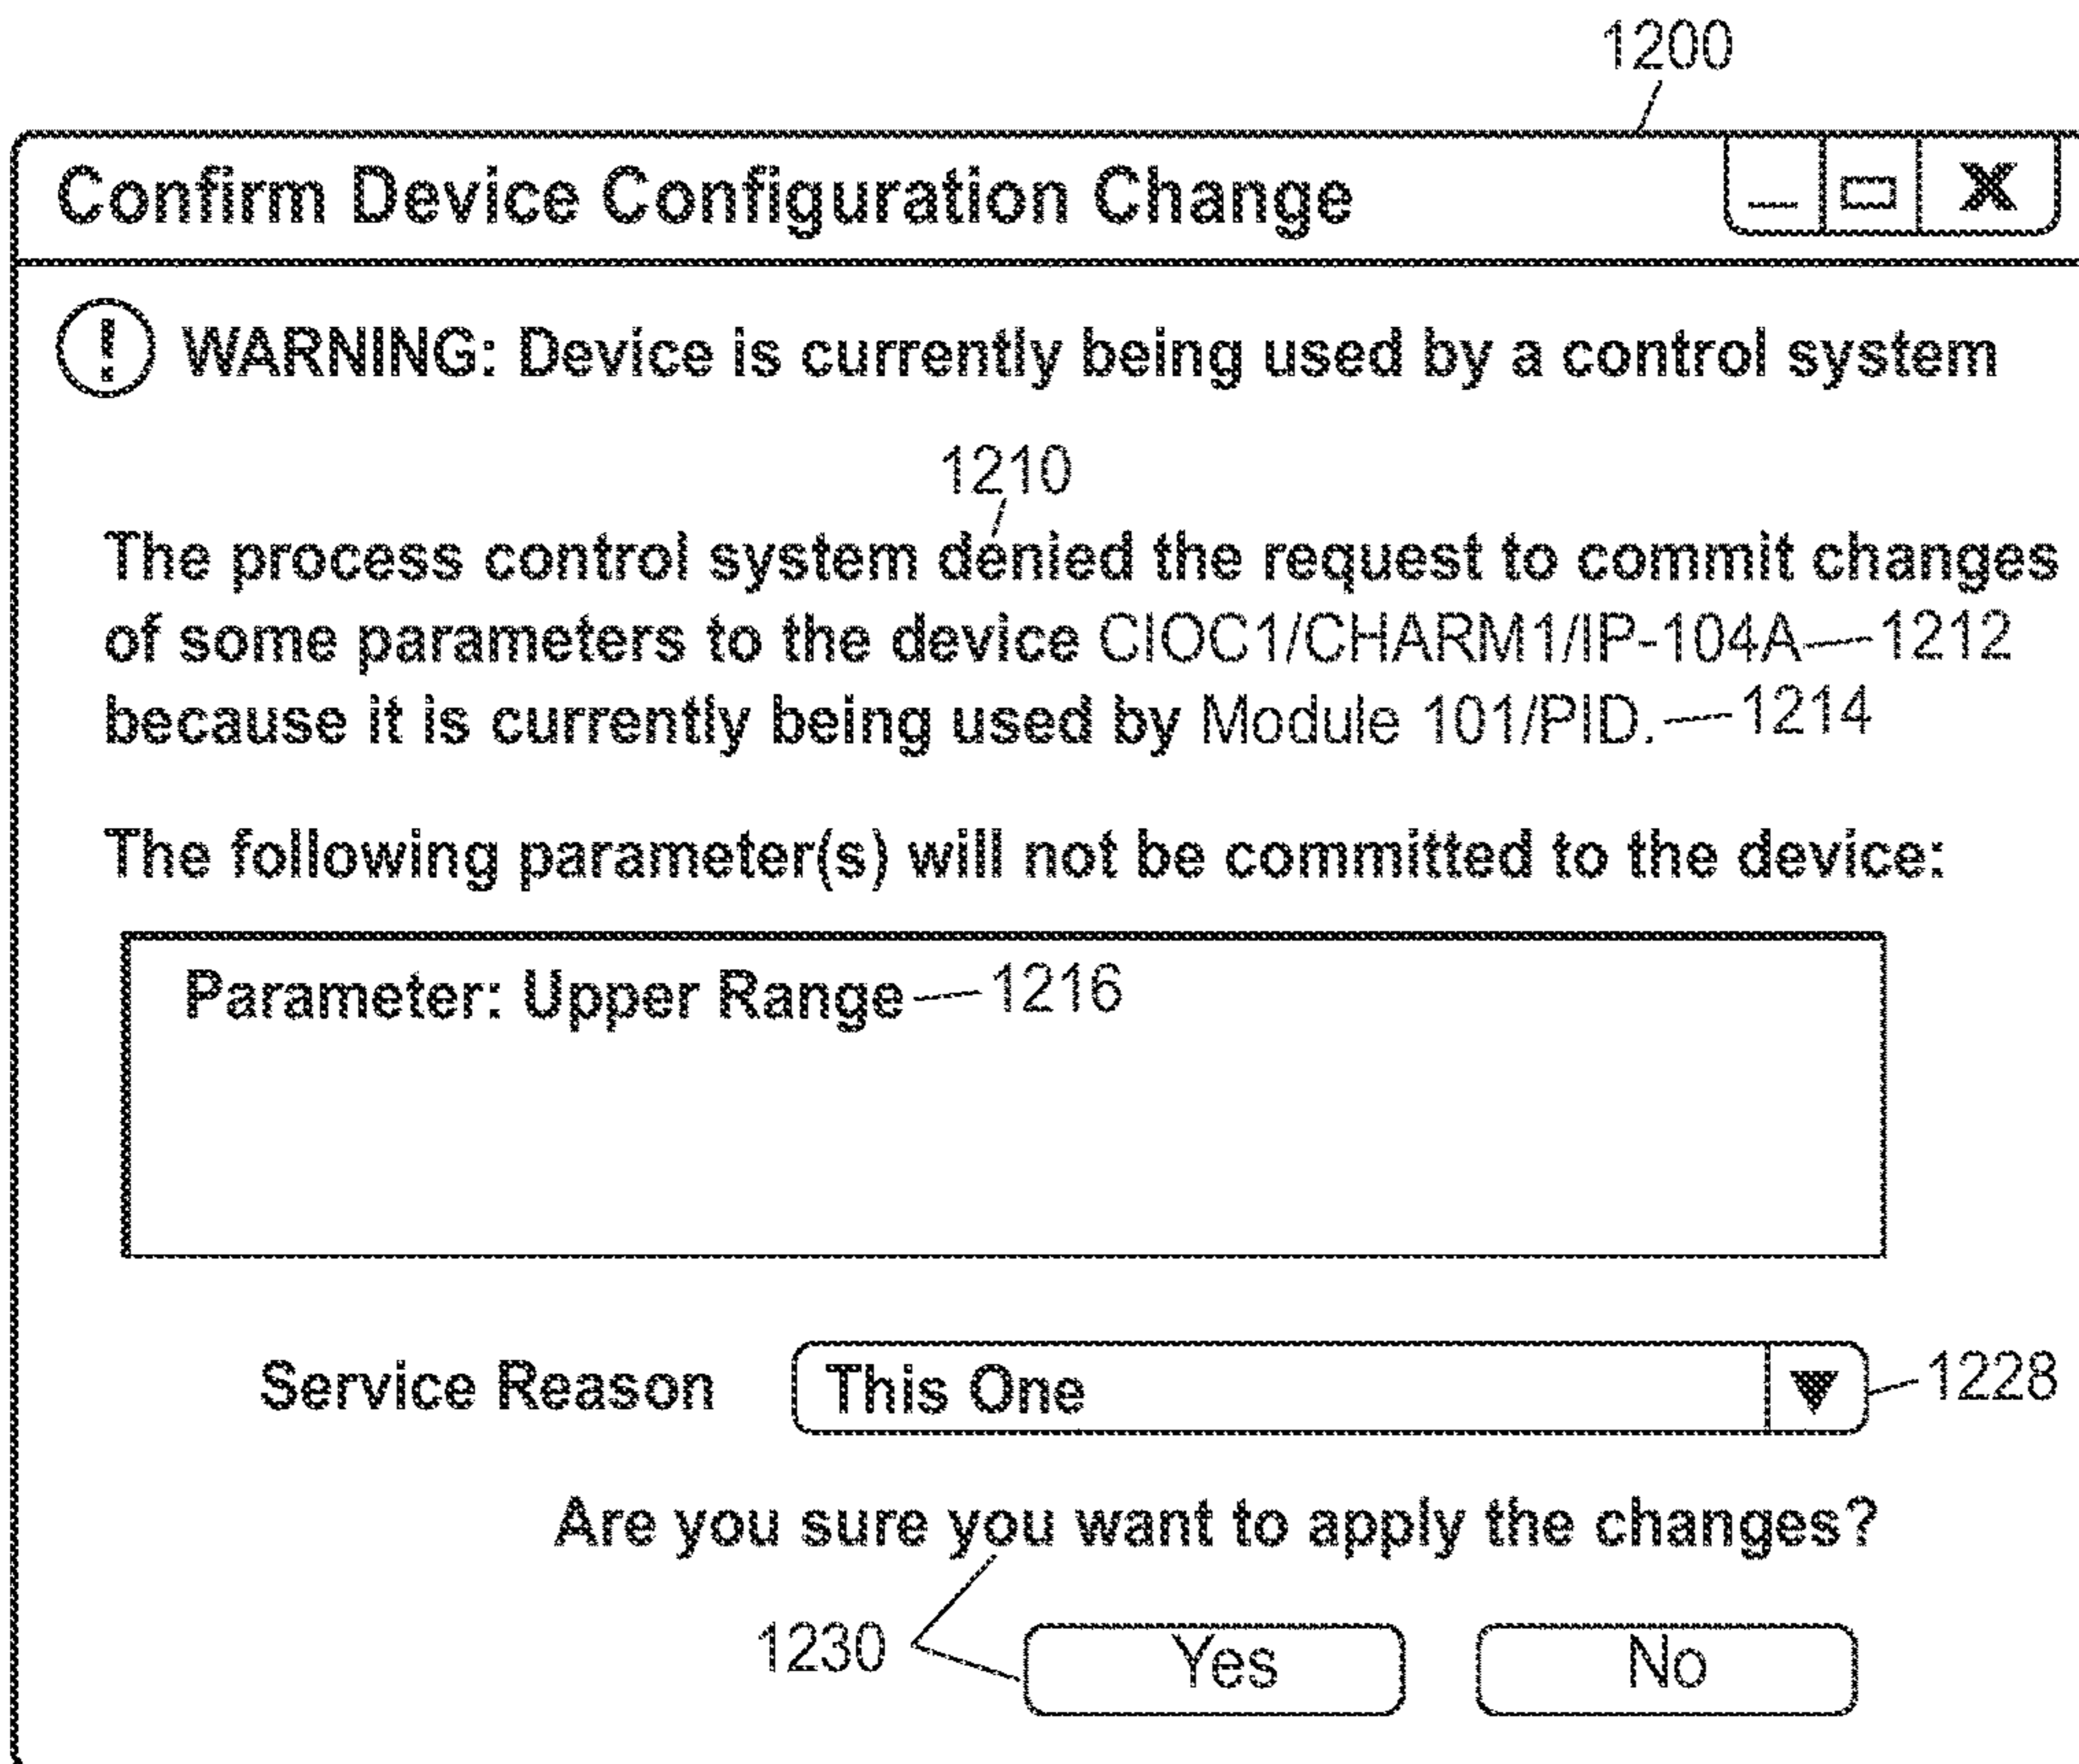 1200
Confirm Device Configuration Change
WARNING: Device is currently being used by a control system
1210
The process control system denied the request to commit changes
of some parameters to the device CIOC1/CHARM1/IP-104A 1212
because it is currently being used by Module 101/PID. 1214
The following parameter(s) will not be committed to the device:
Parameter: Upper Range 1216
Service Reason This One 1228
Are you sure you want to apply the changes?
1230 Yes No